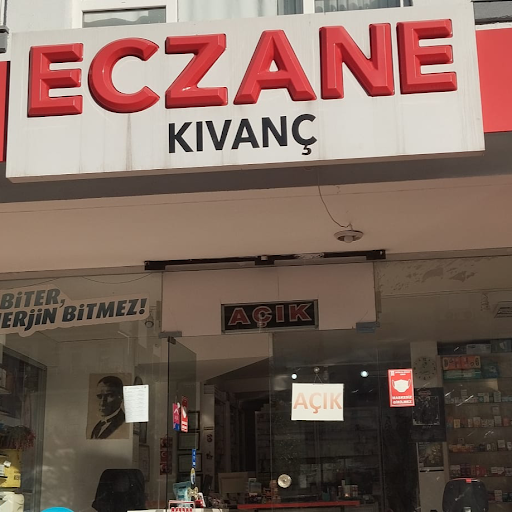 ECZANE
KIVANÇ
BiTER,
ERJiN BiTMEZ!
AÇIK
AÇIK